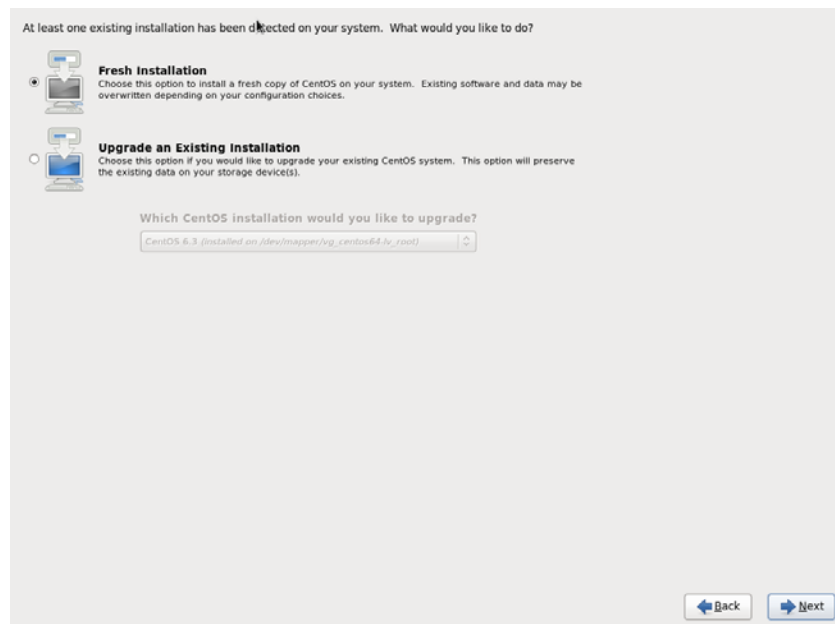 At least one existing installation has been detected on your system.  What would you like to do?
Fresh Installation
Choose this option to install a fresh copy of CentOS on your system.  Existing software and data may be
overwritten depending on your configuration choices.
Upgrade an Existing Installation
Choose this option if you would like to upgrade your existing CentOS system.  This option will preserve
the existing data on your storage device(s).
Which CentOS installation would you like to upgrade?
CentOS 6.3 (installed on /dev/mapper/vg_centos64.lv_root)
Back
Next